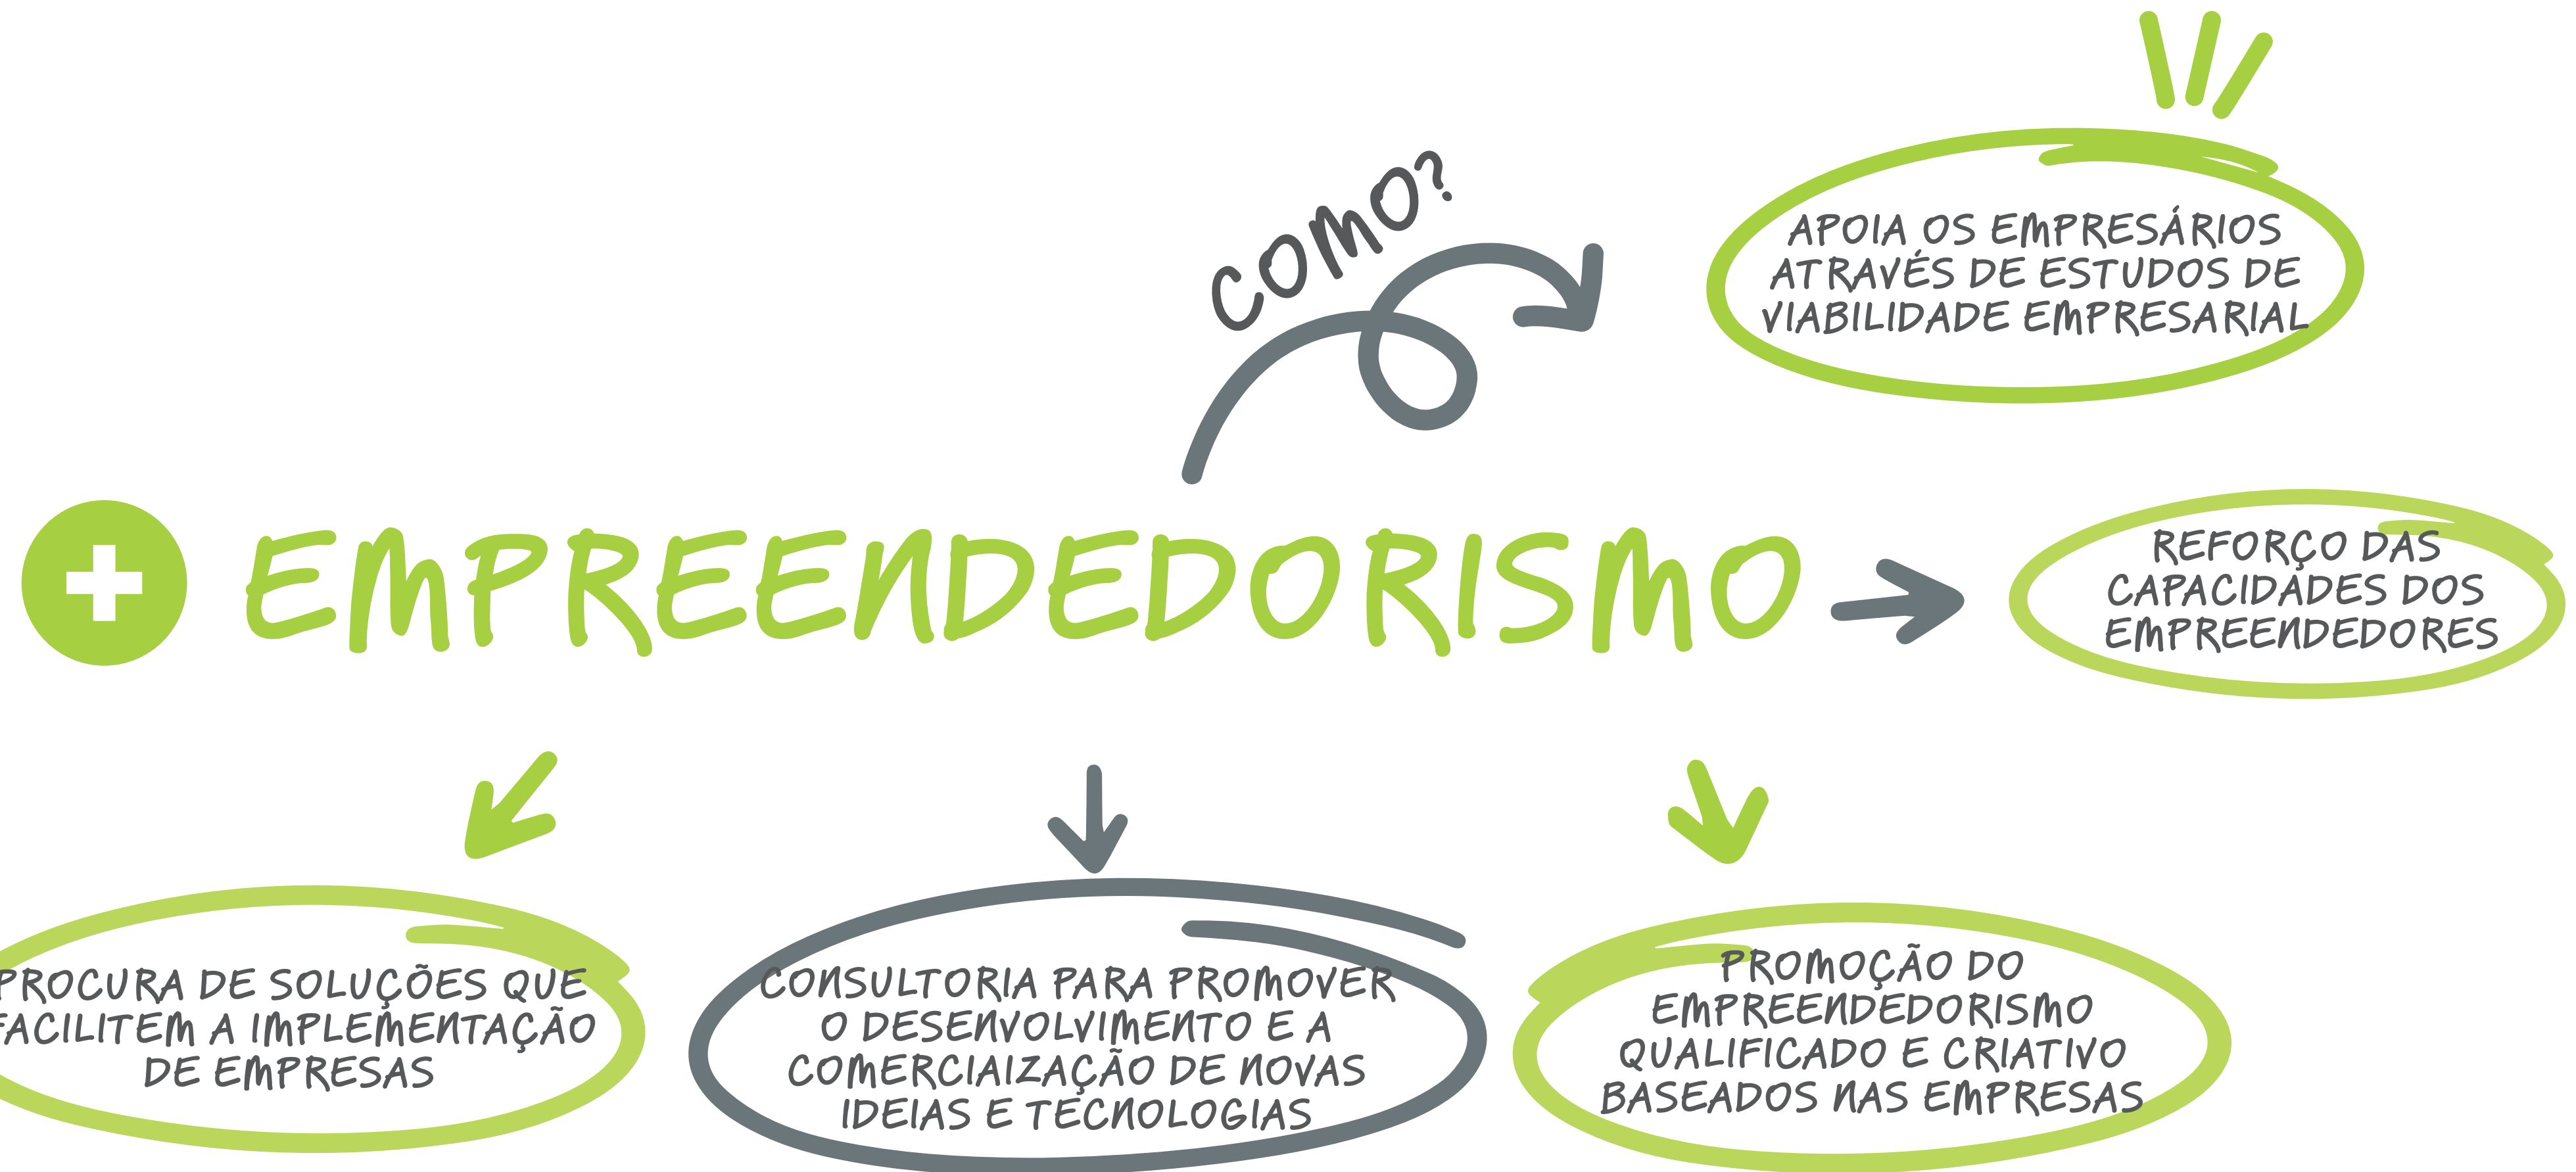 COMO?
APOIA OS EMPRESÁRIOS
ATRAVÉS DE ESTUDOS DE
VIABILIDADE EMPRESARIAL
+ EMPREENDEDORISMO
REFORÇO DAS
CAPACIDADES DOS
EMPREENDEDORES
PROCURA DE SOLUÇÕES QUE
FACILITEM A IMPLEMENTAÇÃO
DE EMPRESAS
CONSULTORIA PARA PROMOVER
O DESENVOLVIMENTO E A
COMERCIAIZAÇÃO DE NOVAS
IDEIAS E TECNOLOGIAS
PROMOÇÃO DO
EMPREENDEDORISMO
QUALIFICADO E CRIATIVO
BASEADOS NAS EMPRESAS